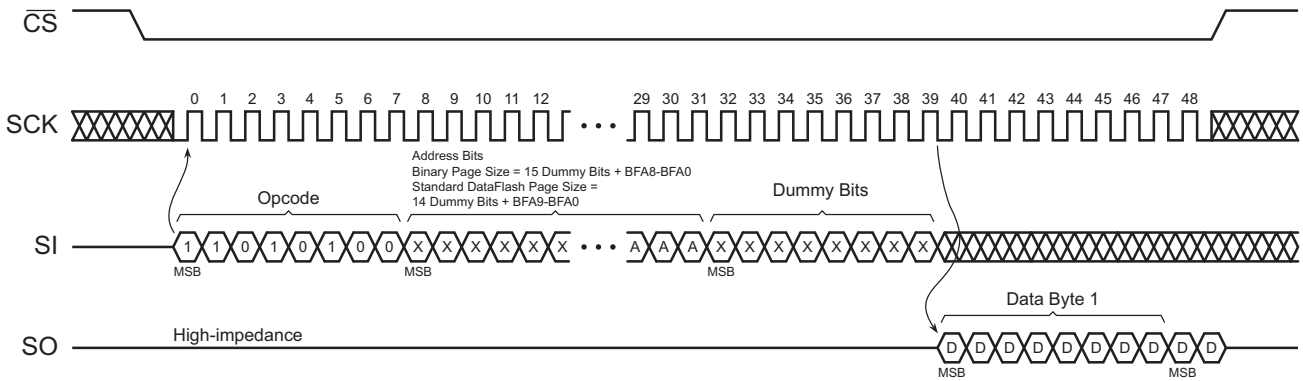 CS
SCK
0 1 2 3 4 5 6 7 8 9 10 11 12 29 30 31 32 33 34 35 36 37 38 39 40 41 42 43 44 45 46 47 48
Address Bits
Binary Page Size = 15 Dummy Bits + BFA8-BFA0
Standard DataFlash Page Size =
14 Dummy Bits + BFA9-BFA0
Opcode
Dummy Bits
SI
1 1 0 1 0 1 0 0 X X X X X X A A A X X X X X X X X
MSB MSB MSB
Data Byte 1
High-impedance
SO
D D D D D D D D D D
MSB MSB